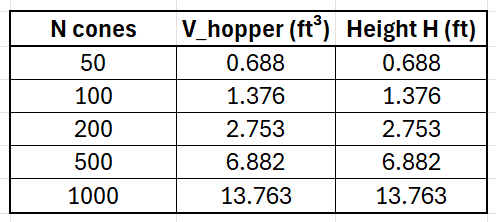 N cones V_hopper (ft³) Height H (ft)
50 0.688 0.688
100 1.376 1.376
200 2.753 2.753
500 6.882 6.882
1000 13.763 13.763